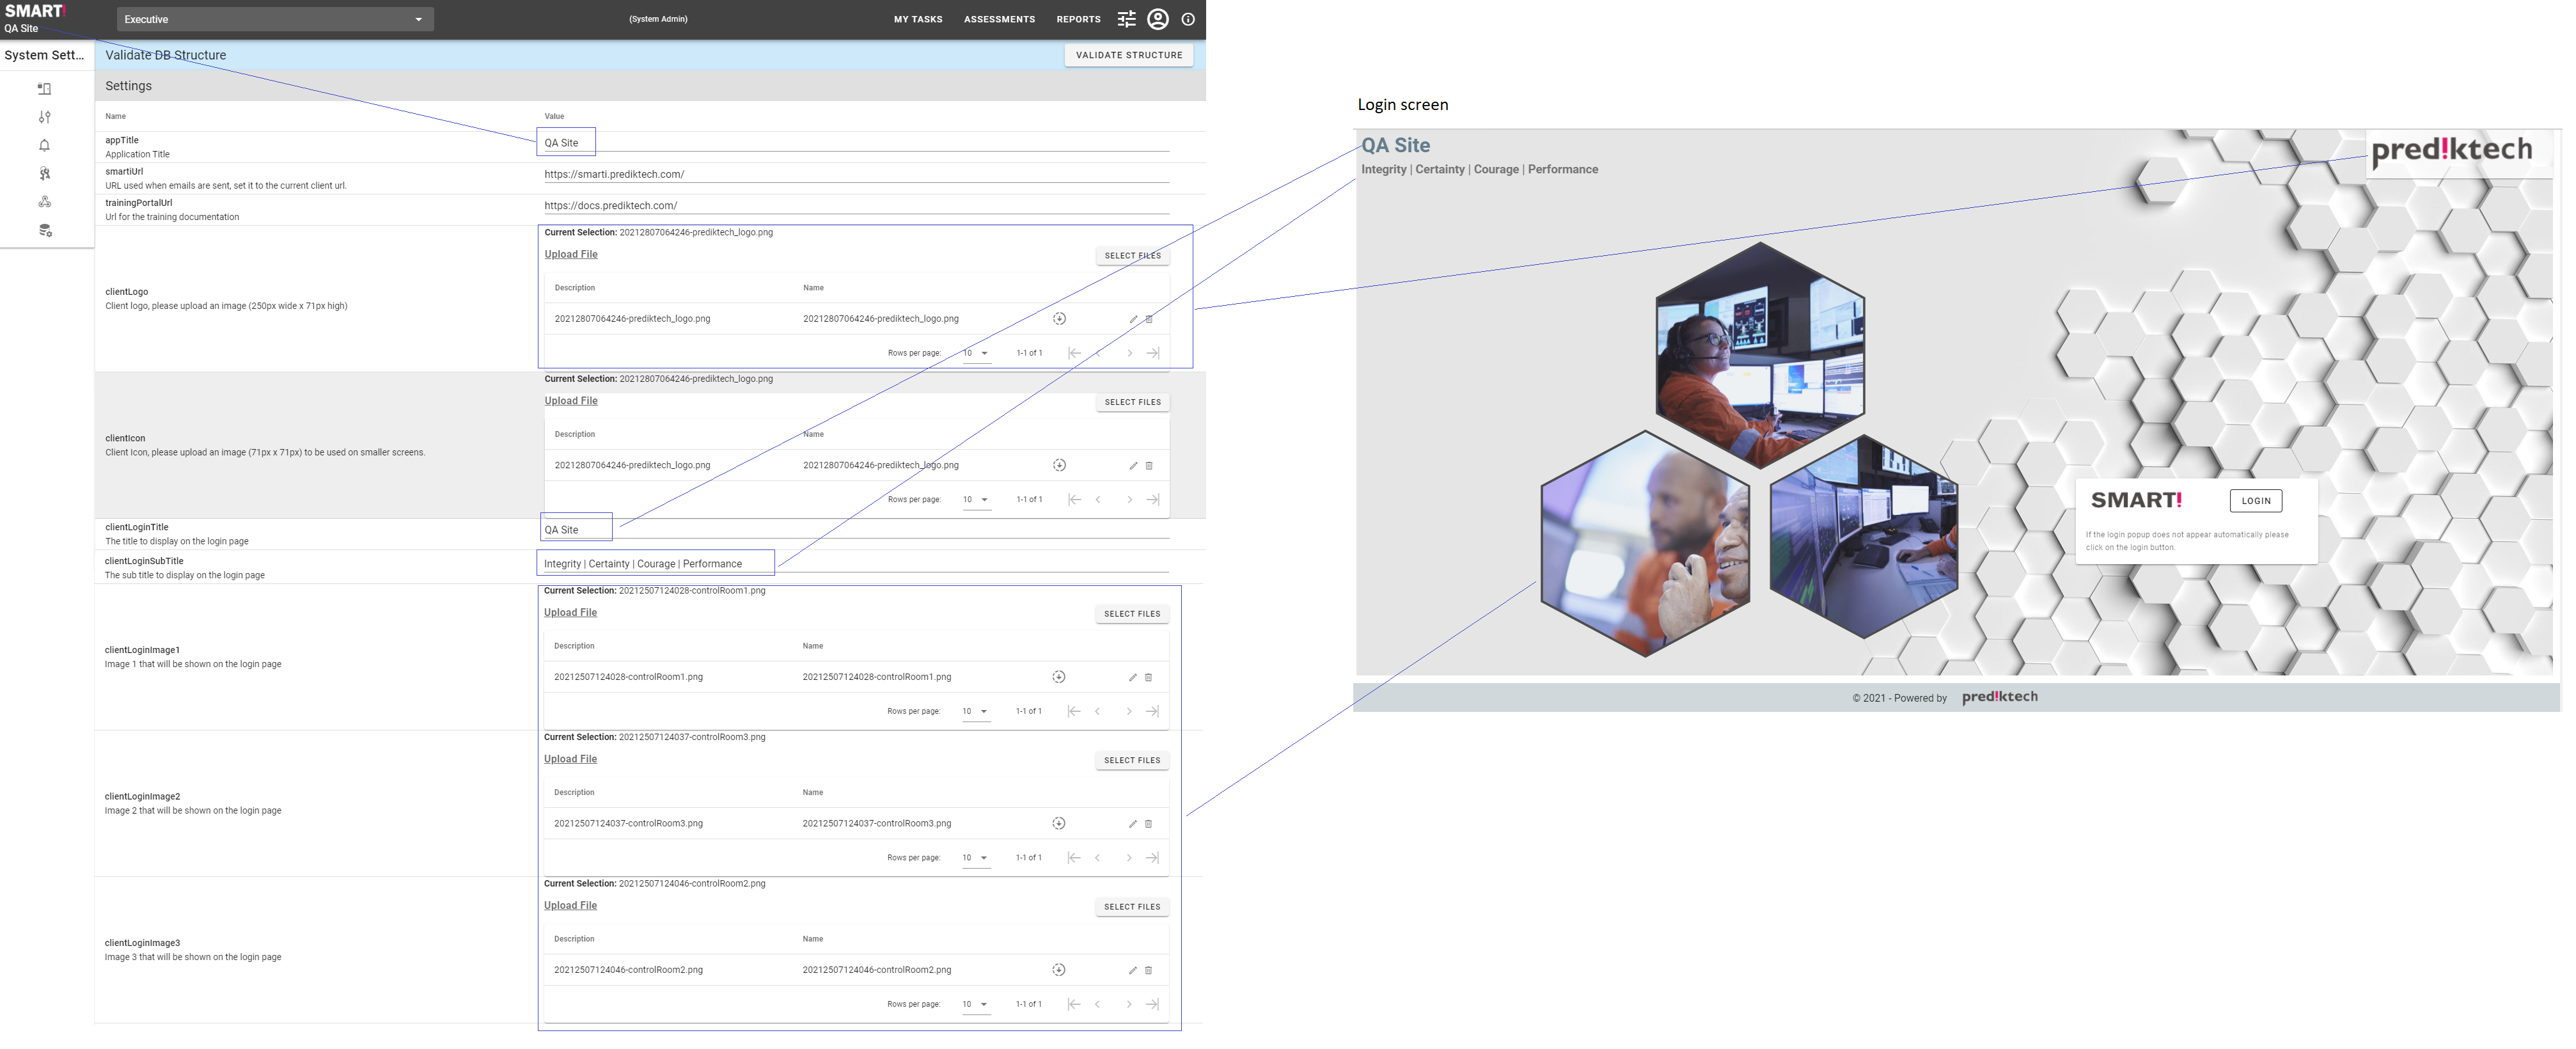 SMART!
QA Site
Executive
(System Admin)
MY TASKS
ASSESSMENTS
REPORTS
System Sett...
Validate DB Structure
VALIDATE STRUCTURE
Settings
Name
Value
appTitle
Application Title
QA Site
smartiUrl
URL used when emails are sent, set it to the current client url.
https://smarti.prediktech.com/
trainingPortalUrl
Url for the training documentation
https://docs.prediktech.com/
clientLogo
Client logo, please upload an image (250px wide x 71px high)
Current Selection: 20212807064246-prediktech_logo.png
Upload File
SELECT FILES
Description
Name
20212807064246-prediktech_logo.png
20212807064246-prediktech_logo.png
Rows per page:
10
1-1 of 1
clientIcon
Client Icon, please upload an image (71px x 71px) to be used on smaller screens.
Current Selection: 20212807064246-prediktech_logo.png
Upload File
SELECT FILES
Description
Name
20212807064246-prediktech_logo.png
20212807064246-prediktech_logo.png
Rows per page:
10
1-1 of 1
clientLoginTitle
The title to display on the login page
QA Site
clientLoginSubTitle
The sub title to display on the login page
Integrity | Certainty | Courage | Performance
clientLoginImage1
Image 1 that will be shown on the login page
Current Selection: 20212507124028-controlRoom1.png
Upload File
SELECT FILES
Description
Name
20212507124028-controlRoom1.png
20212507124028-controlRoom1.png
Rows per page:
10
1-1 of 1
clientLoginImage2
Image 2 that will be shown on the login page
Current Selection: 20212507124037-controlRoom3.png
Upload File
SELECT FILES
Description
Name
20212507124037-controlRoom3.png
20212507124037-controlRoom3.png
Rows per page:
10
1-1 of 1
clientLoginImage3
Image 3 that will be shown on the login page
Current Selection: 20212507124046-controlRoom2.png
Upload File
SELECT FILES
Description
Name
20212507124046-controlRoom2.png
20212507124046-controlRoom2.png
Rows per page:
10
1-1 of 1
Login screen
QA Site
Integrity | Certainty | Courage | Performance
pred!ktech
SMART!
LOGIN
If the login popup does not appear automatically please
click on the login button.
© 2021 - Powered by
pred!ktech